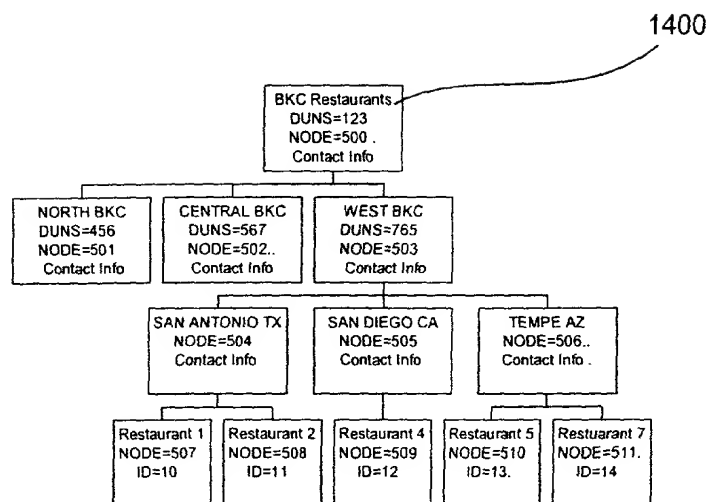 1400
BKC Restaurants
DUNS=123
NODE=500 .
Contact Info
NORTH BKC
DUNS=456
NODE=501
Contact Info
CENTRAL BKC
DUNS=567
NODE=502..
Contact Info
WEST BKC
DUNS=765
NODE=503
Contact Info
SAN ANTONIO TX
NODE=504
Contact Info
SAN DIEGO CA
NODE=505
Contact Info
TEMPE AZ
NODE=506..
Contact Info .
Restaurant 1
NODE=507
ID=10
Restaurant 2
NODE=508
ID=11
Restaurant 4
NODE=509
ID=12
Restaurant 5
NODE=510
ID=13.
Restuarant 7
NODE=511.
ID=14